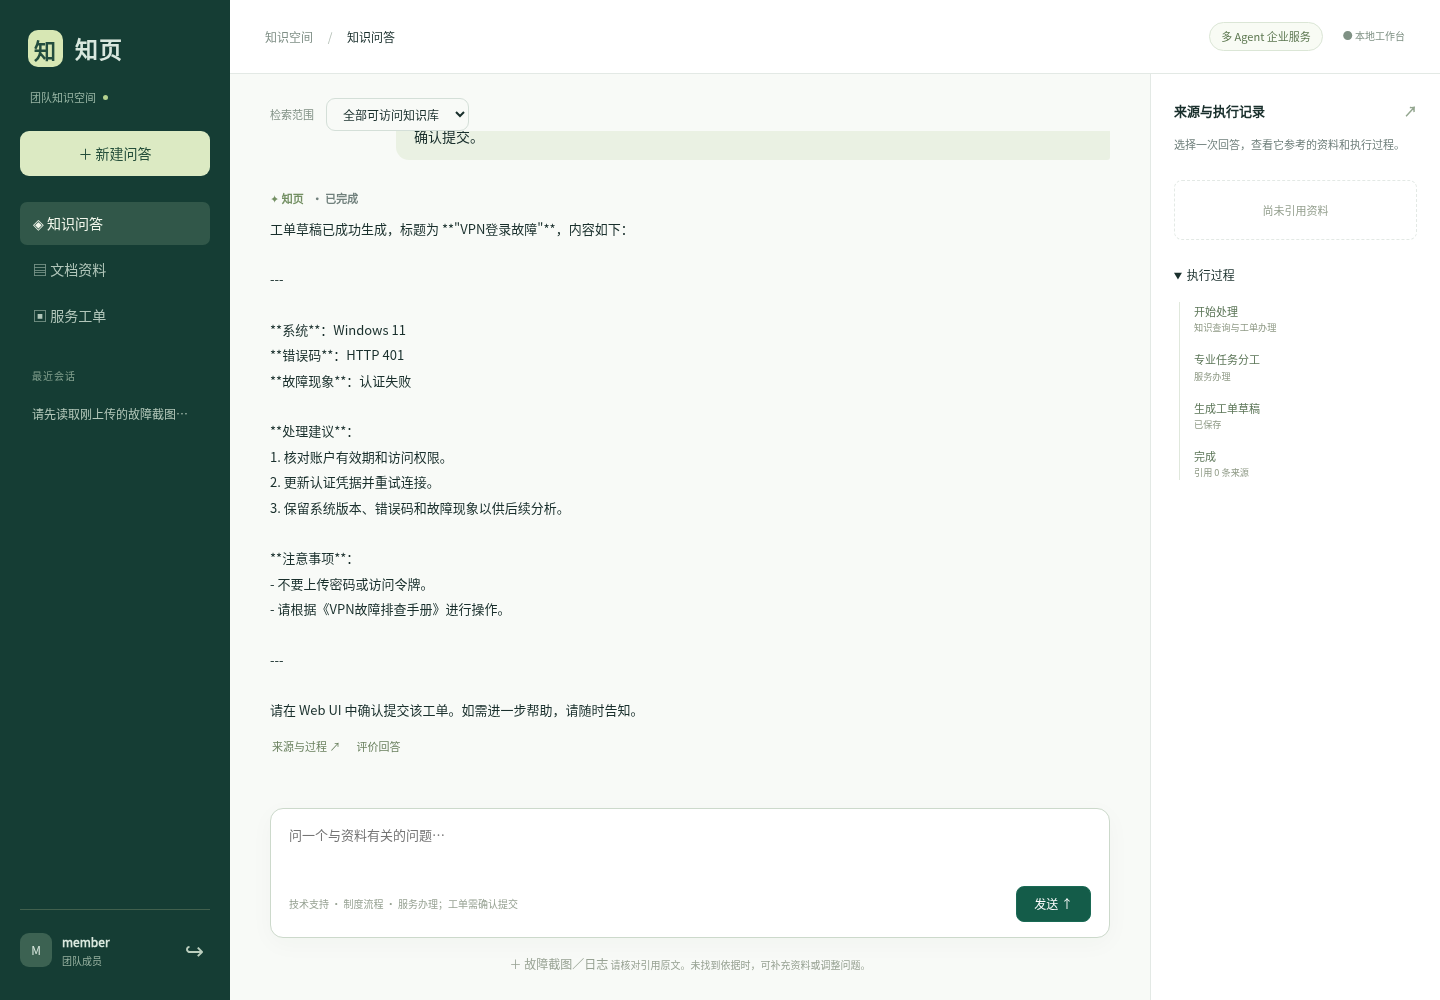 知 知页
团队知识空间
＋ 新建问答
◈ 知识问答
▤ 文档资料
▣ 服务工单
最近会话
请先读取刚上传的故障截图…
M
member
团队成员
↪
知识空间 / 知识问答
多 Agent 企业服务
● 本地工作台
检索范围 全部可访问知识库
确认提交。
✦ 知页 · 已完成
工单草稿已成功生成，标题为 **"VPN登录故障"**，内容如下：
---
**系统**：Windows 11
**错误码**：HTTP 401
**故障现象**：认证失败
**处理建议**：
1. 核对账户有效期和访问权限。
2. 更新认证凭据并重试连接。
3. 保留系统版本、错误码和故障现象以供后续分析。
**注意事项**：
- 不要上传密码或访问令牌。
- 请根据《VPN故障排查手册》进行操作。
---
请在 Web UI 中确认提交该工单。如需进一步帮助，请随时告知。
来源与过程 ↗ 评价回答
问一个与资料有关的问题…
技术支持 · 制度流程 · 服务办理；工单需确认提交
发送 ↑
＋ 故障截图／日志 请核对引用原文。未找到依据时，可补充资料或调整问题。
来源与执行记录 ↗
选择一次回答，查看它参考的资料和执行过程。
尚未引用资料
▼ 执行过程
开始处理
知识查询与工单办理
专业任务分工
服务办理
生成工单草稿
已保存
完成
引用 0 条来源